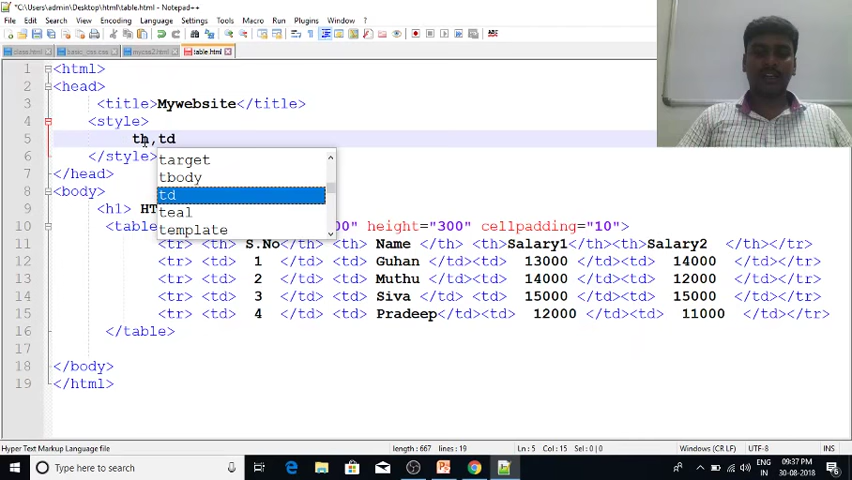 *C:\Users\admin\Desktop\html\table.html - Notepad++
File Edit Search View Encoding Language Settings Tools Macro Run Plugins Window ?
class.html basic_css.css mycss2.html table.html
1 <html>
2 <head>
3 <title>Mywebsite</title>
4 <style>
5 th,td
6 </style>
target
7 </head>
tbody
8 <body>
td
9 <h1> HT
teal
10 <table 00" height="300" cellpadding="10">
template
11 <tr> <th> S.No</th> <th> Name </th> <th>Salary1</th><th>Salary2 </th></tr>
12 <tr> <td> 1 </td> <td> Guhan </td> <td> 13000 </td> <td> 14000 </td></tr>
13 <tr> <td> 2 </td> <td> Muthu </td> <td> 14000 </td> <td> 12000 </td></tr>
14 <tr> <td> 3 </td> <td> Siva </td> <td> 15000 </td> <td> 15000 </td></tr>
15 <tr> <td> 4 </td> <td> Pradeep</td><td> 12000 </td><td> 11000 </td></tr>
16 </table>
17
18 </body>
19 </html>
Hyper Text Markup Language file length : 667 lines : 19 Ln : 5 Col : 15 Sel : 0 | 0 Windows (CR LF) UTF-8 INS
Type here to search
ENG 09:37 PM
IN 30-08-2018